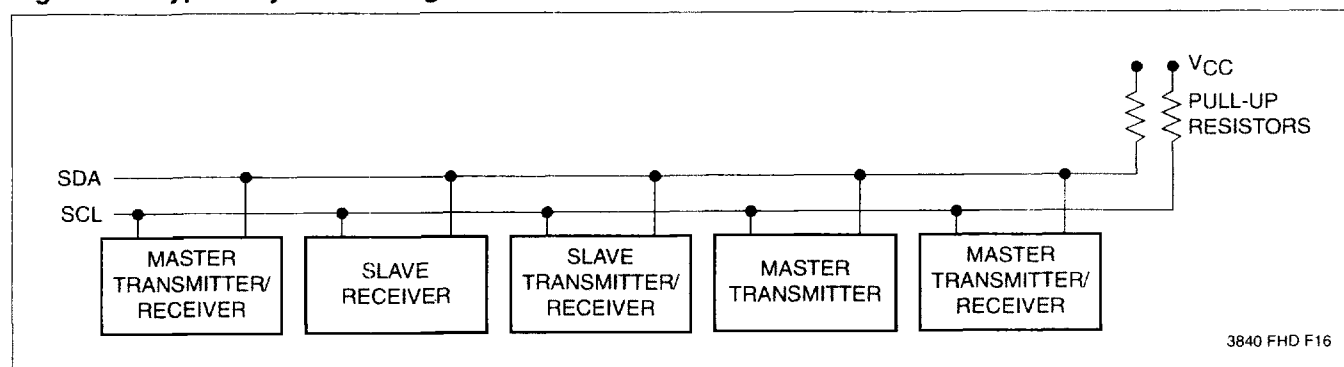 VCC
PULL-UP
RESISTORS
SDA
SCL
MASTER
TRANSMITTER/
RECEIVER
SLAVE
RECEIVER
SLAVE
TRANSMITTER/
RECEIVER
MASTER
TRANSMITTER
MASTER
TRANSMITTER/
RECEIVER
3840 FHD F16